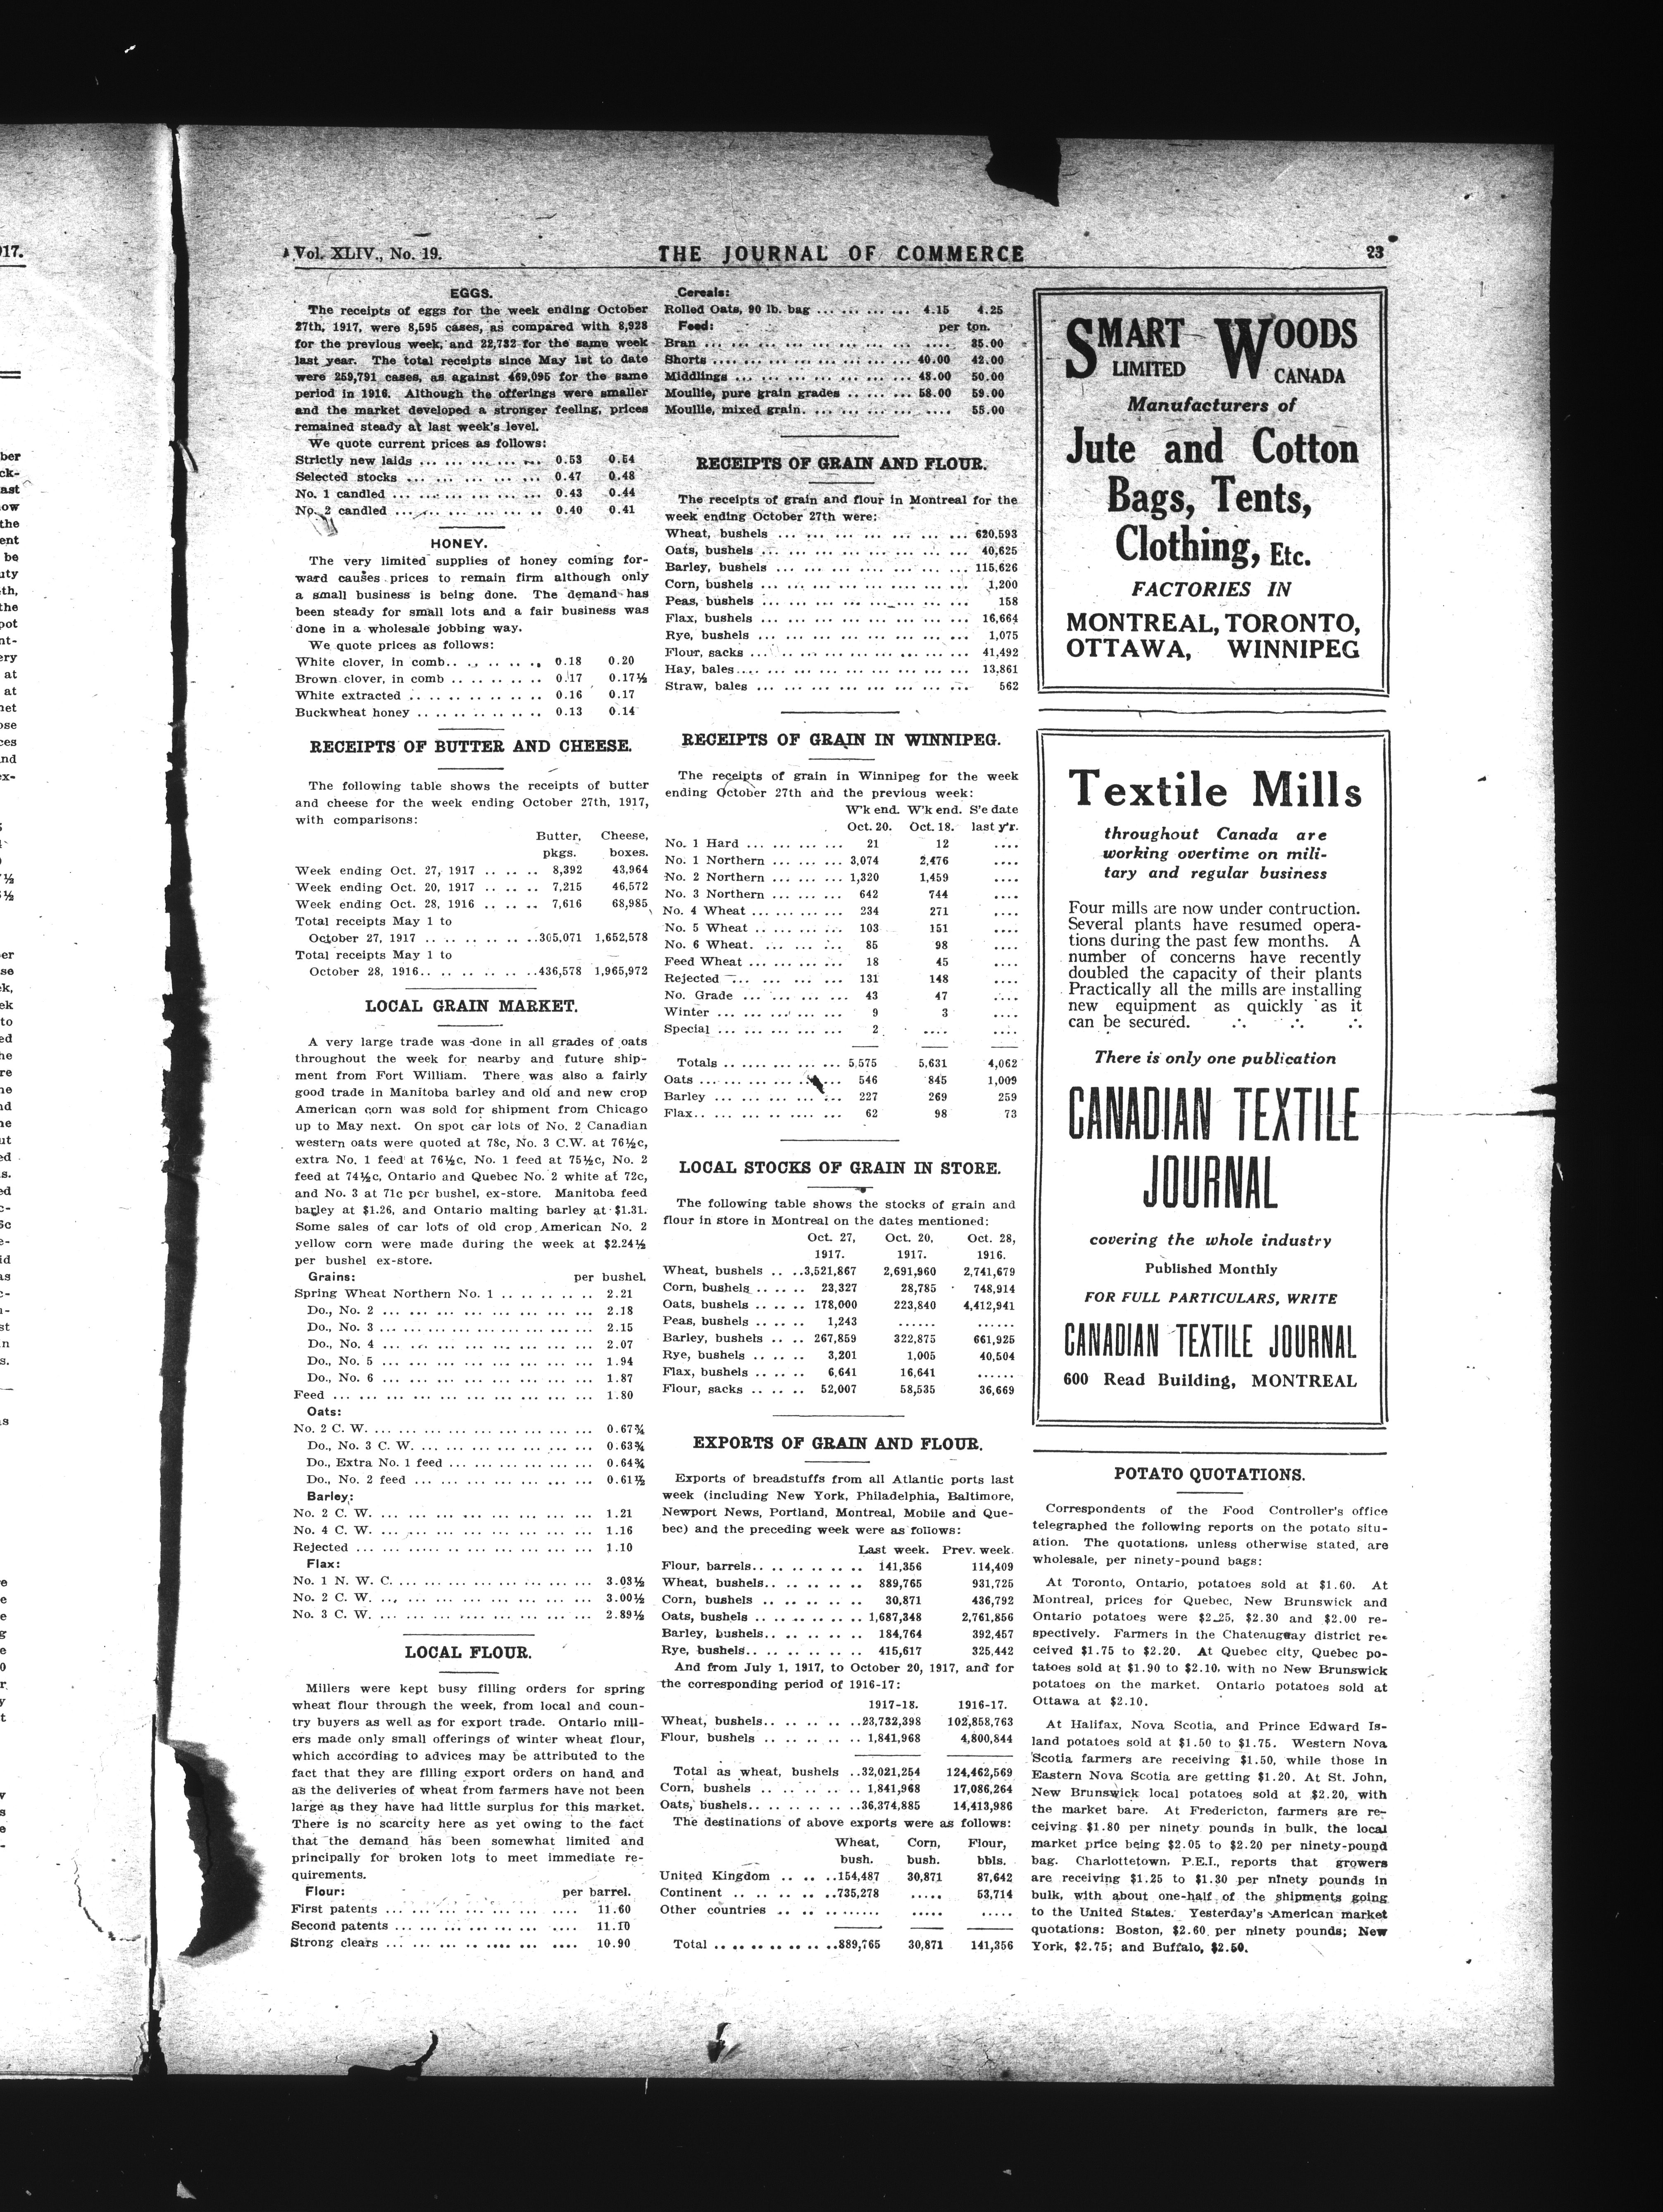 Vol. XLIV., No. 19.
THE JOURNAL OF COMMERCE
23
EGGS.
The receipts of eggs for the week ending October
27th, 1917, were 8,595 cases, as compared with 8,928
for the previous week, and 22,732 for the same week
last year. The total receipts since May 1st to date
were 259,791 cases, as against 469,095 for the same
period in 1916. Although the offerings were smaller
and the market developed a stronger feeling, prices
remained steady at last week's level.
We quote current prices as follows:
Strictly new laids ... ... ... ... ... 0.53 0.54
Selected stocks ... ... ... ... ... 0.47 0.48
No. 1 candled ... ... ... ... ... ... 0.43 0.44
No. 2 candled ... ... ... ... ... .. 0.40 0.41
HONEY.
The very limited supplies of honey coming for-
ward causes prices to remain firm although only
a small business is being done. The demand has
been steady for small lots and a fair business was
done in a wholesale jobbing way.
We quote prices as follows:
White clover, in comb.. .. .. .. .. 0.18 0.20
Brown clover, in comb .. .. .. .. .. 0.17 0.17½
White extracted .. .. .. .. .. .. .. 0.16 0.17
Buckwheat honey .. .. .. .. .. .. .. 0.13 0.14
RECEIPTS OF BUTTER AND CHEESE.
The following table shows the receipts of butter
and cheese for the week ending October 27th, 1917,
with comparisons:
Butter, Cheese,
pkgs. boxes.
Week ending Oct. 27, 1917 .. .. .. 8,392 43,964
Week ending Oct. 20, 1917 .. .. .. 7,215 46,572
Week ending Oct. 28, 1916 .. .. .. 7,616 68,985
Total receipts May 1 to
October 27, 1917 .. .. .. .. .. ..305,071 1,652,578
Total receipts May 1 to
October 28, 1916.. .. .. .. .. ..436,578 1,965,972
LOCAL GRAIN MARKET.
A very large trade was done in all grades of oats
throughout the week for nearby and future ship-
ment from Fort William. There was also a fairly
good trade in Manitoba barley and old and new crop
American corn was sold for shipment from Chicago
up to May next. On spot car lots of No. 2 Canadian
western oats were quoted at 78c, No. 3 C.W. at 76½c,
extra No. 1 feed at 76½c, No. 1 feed at 75½c, No. 2
feed at 74½c, Ontario and Quebec No. 2 white at 72c,
and No. 3 at 71c per bushel, ex-store. Manitoba feed
barley at $1.26, and Ontario malting barley at $1.31.
Some sales of car lots of old crop American No. 2
yellow corn were made during the week at $2.24½
per bushel ex-store.
Grains: per bushel.
Spring Wheat Northern No. 1 .. .. .. .. .. 2.21
Do., No. 2 ... ... ... ... ... ... ... ... 2.18
Do., No. 3 ... ... ... ... ... ... ... ... 2.15
Do., No. 4 ... ... ... ... ... ... ... ... 2.07
Do., No. 5 ... ... ... ... ... ... ... ... 1.94
Do., No. 6 ... ... ... ... ... ... ... ... 1.87
Feed ... ... ... ... ... ... ... ... ... ... 1.80
Oats:
No. 2 C. W. ... ... ... ... ... ... ... ... 0.67¾
Do., No. 3 C. W. ... ... ... ... ... ... ... 0.63¾
Do., Extra No. 1 feed ... ... ... ... ... ... 0.64¾
Do., No. 2 feed ... ... ... ... ... ... ... 0.61½
Barley:
No. 2 C. W. ... ... ... ... ... ... ... ... 1.21
No. 4 C. W. ... ... ... ... ... ... ... ... 1.16
Rejected ... ... ... ... ... ... ... ... ... 1.10
Flax:
No. 1 N. W. C. ... ... ... ... ... ... ... 3.03½
No. 2 C. W. ... ... ... ... ... ... ... ... 3.00½
No. 3 C. W. ... ... ... ... ... ... ... ... 2.89½
LOCAL FLOUR.
Millers were kept busy filling orders for spring
wheat flour through the week, from local and coun-
try buyers as well as for export trade. Ontario mill-
ers made only small offerings of winter wheat flour,
which according to advices may be attributed to the
fact that they are filling export orders on hand, and
as the deliveries of wheat from farmers have not been
large as they have had little surplus for this market.
There is no scarcity here as yet owing to the fact
that the demand has been somewhat limited and
principally for broken lots to meet immediate re-
quirements.
Flour: per barrel.
First patents ... ... ... ... ... ... .... 11.60
Second patents ... ... ... ... ... ... .... 11.10
Strong clears ... ... ... .. .... ... .... 10.90
Cereals:
Rolled Oats, 90 lb. bag ... ... ... ... 4.15 4.25
Feed: per ton.
Bran ... ... ... ... ... ... ... ... .... 35.00
Shorts ... ... ... ... ... ... ... ... 40.00 42.00
Middlings ... ... ... ... ... ... ... 48.00 50.00
Moullie, pure grain grades .. ... ... 58.00 59.00
Moullie, mixed grain. ... ... ... ... .... 55.00
RECEIPTS OF GRAIN AND FLOUR.
The receipts of grain and flour in Montreal for the
week ending October 27th were:
Wheat, bushels ... ... ... ... ... ... ... 620,593
Oats, bushels ... ... ... ... ... ... ... ... 40,625
Barley, bushels ... ... ... ... ... ... ... 115,626
Corn, bushels ... ... ... ... ... ... ... ... 1,200
Peas, bushels ... ... ... ... ... ... ... ... 158
Flax, bushels ... ... ... ... ... ... ... ... 16,664
Rye, bushels ... ... ... ... ... ... ... ... 1,075
Flour, sacks ... ... ... ... ... ... ... ... 41,492
Hay, bales.... ... ... ... ... ... ... ... ... 13,861
Straw, bales ... ... ... ... ... ... ... ... 562
RECEIPTS OF GRAIN IN WINNIPEG.
The receipts of grain in Winnipeg for the week
ending October 27th and the previous week:
W'k end. W'k end. S'e date
Oct. 20. Oct. 18. last y'r.
No. 1 Hard ... ... ... ... 21 12 ....
No. 1 Northern ... ... ... 3,074 2,476 ....
No. 2 Northern ... ... ... 1,320 1,459 ....
No. 3 Northern ... ... ... 642 744 ....
No. 4 Wheat ... ... ... ... 234 271 ....
No. 5 Wheat .. ... ... ... 103 151 ....
No. 6 Wheat. ... ... ... 85 98 ....
Feed Wheat ... ... ... ... 18 45 ....
Rejected ... ... ... ... 131 148 ....
No. Grade ... ... ... ... 43 47 ....
Winter ... ... ... ... ... 9 3 ....
Special ... ... ... ... ... 2 .... ....
Totals .. ... ... ... ... 5,575 5,631 4,062
Oats ... ... ... ... ... ... 546 845 1,009
Barley ... ... ... ... ... 227 269 259
Flax.. ... ... .. .... ... 62 98 73
LOCAL STOCKS OF GRAIN IN STORE.
The following table shows the stocks of grain and
flour in store in Montreal on the dates mentioned:
Oct. 27, Oct. 20, Oct. 28,
1917. 1917. 1916.
Wheat, bushels .. ..3,521,867 2,691,960 2,741,679
Corn, bushels .. .. .. 23,327 28,785 748,914
Oats, bushels .. .. .. 178,000 223,840 4,412,941
Peas, bushels .. .. .. 1,243 ...... ......
Barley, bushels .. .. 267,859 322,875 661,925
Rye, bushels .. .. .. 3,201 1,005 40,504
Flax, bushels .. .. .. 6,641 16,641 ......
Flour, sacks .. .. .. 52,007 58,535 36,669
EXPORTS OF GRAIN AND FLOUR.
Exports of breadstuffs from all Atlantic ports last
week (including New York, Philadelphia, Baltimore,
Newport News, Portland, Montreal, Mobile and Que-
bec) and the preceding week were as follows:
Last week. Prev. week.
Flour, barrels.. .. .. .. .. .. 141,356 114,409
Wheat, bushels.. .. .. .. .. 889,765 931,725
Corn, bushels .. .. .. .. .. 30,871 436,792
Oats, bushels .. .. .. .. .. .. 1,687,348 2,761,856
Barley, bushels.. .. .. .. .. 184,764 392,457
Rye, bushels.. .. .. .. .. .. 415,617 325,442
And from July 1, 1917, to October 20, 1917, and for
the corresponding period of 1916-17:
1917-18. 1916-17.
Wheat, bushels.. .. .. .. ..23,732,398 102,858,763
Flour, bushels .. .. .. .. .. 1,841,968 4,800,844
Total as wheat, bushels ..32,021,254 124,462,569
Corn, bushels .. .. .. .. .. 1,841,968 17,086,264
Oats, bushels.. .. .. .. .. ..36,374,885 14,413,986
The destinations of above exports were as follows:
Wheat, Corn, Flour,
bush. bush. bbls.
United Kingdom .. .. ..154,487 30,871 87,642
Continent .. .. .. .. ..735,278 ..... 53,714
Other countries .. .. .. ...... ..... .....
Total .. .. .. .. .. .. ..889,765 30,871 141,356
SMART WOODS
LIMITED CANADA
Manufacturers of
Jute and Cotton
Bags, Tents,
Clothing, Etc.
FACTORIES IN
MONTREAL, TORONTO,
OTTAWA, WINNIPEG
Textile Mills
throughout Canada are
working overtime on mili-
tary and regular business
Four mills are now under contruction.
Several plants have resumed opera-
tions during the past few months. A
number of concerns have recently
doubled the capacity of their plants
Practically all the mills are installing
new equipment as quickly as it
can be secured. ∴ ∴ ∴
There is only one publication
CANADIAN TEXTILE
JOURNAL
covering the whole industry
Published Monthly
FOR FULL PARTICULARS, WRITE
CANADIAN TEXTILE JOURNAL
600 Read Building, MONTREAL
POTATO QUOTATIONS.
Correspondents of the Food Controller's office
telegraphed the following reports on the potato situ-
ation. The quotations, unless otherwise stated, are
wholesale, per ninety-pound bags:
At Toronto, Ontario, potatoes sold at $1.60. At
Montreal, prices for Quebec, New Brunswick and
Ontario potatoes were $2.25, $2.30 and $2.00 re-
spectively. Farmers in the Chateauguay district re-
ceived $1.75 to $2.20. At Quebec city, Quebec po-
tatoes sold at $1.90 to $2.10, with no New Brunswick
potatoes on the market. Ontario potatoes sold at
Ottawa at $2.10.
At Halifax, Nova Scotia, and Prince Edward Is-
land potatoes sold at $1.50 to $1.75. Western Nova
Scotia farmers are receiving $1.50, while those in
Eastern Nova Scotia are getting $1.20. At St. John,
New Brunswick local potatoes sold at $2.20, with
the market bare. At Fredericton, farmers are re-
ceiving $1.80 per ninety pounds in bulk, the local
market price being $2.05 to $2.20 per ninety-pound
bag. Charlottetown, P.E.I., reports that growers
are receiving $1.25 to $1.30 per ninety pounds in
bulk, with about one-half of the shipments going
to the United States. Yesterday's American market
quotations: Boston, $2.60 per ninety pounds; New
York, $2.75; and Buffalo, $2.50.